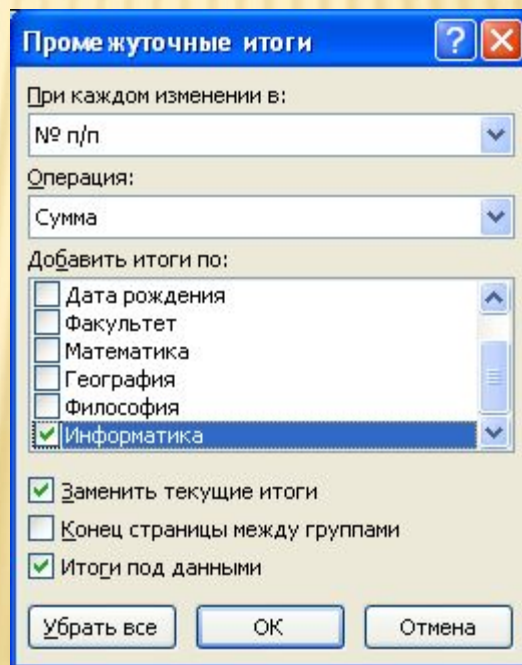 Промежуточные итоги
При каждом изменении в:
№ п/п
Операция:
Сумма
Добавить итоги по:
Дата рождения
Факультет
Математика
География
Философия
Информатика
Заменить текущие итоги
Конец страницы между группами
Итоги под данными
Убрать все ОК Отмена